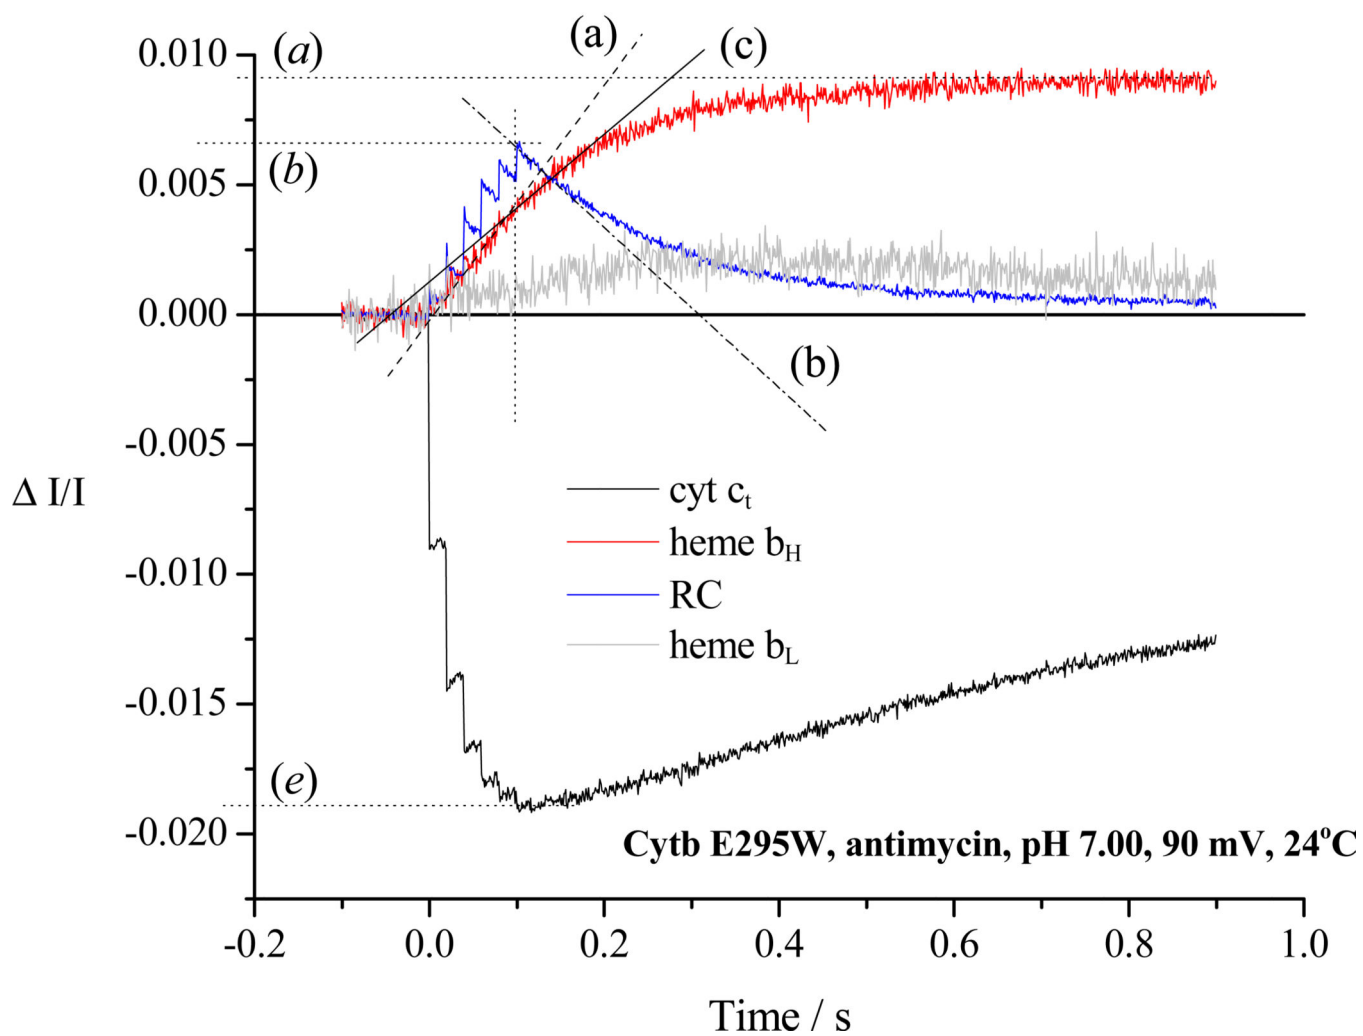 (a) (c)
0.010 (a)
0.005 (b)
0.000
(b)
-0.005
Δ I/I
cyt ct
heme bH
-0.010
RC
heme bL
-0.015
(e)
-0.020
Cytb E295W, antimycin, pH 7.00, 90 mV, 24°C
-0.2 0.0 0.2 0.4 0.6 0.8 1.0
Time / s